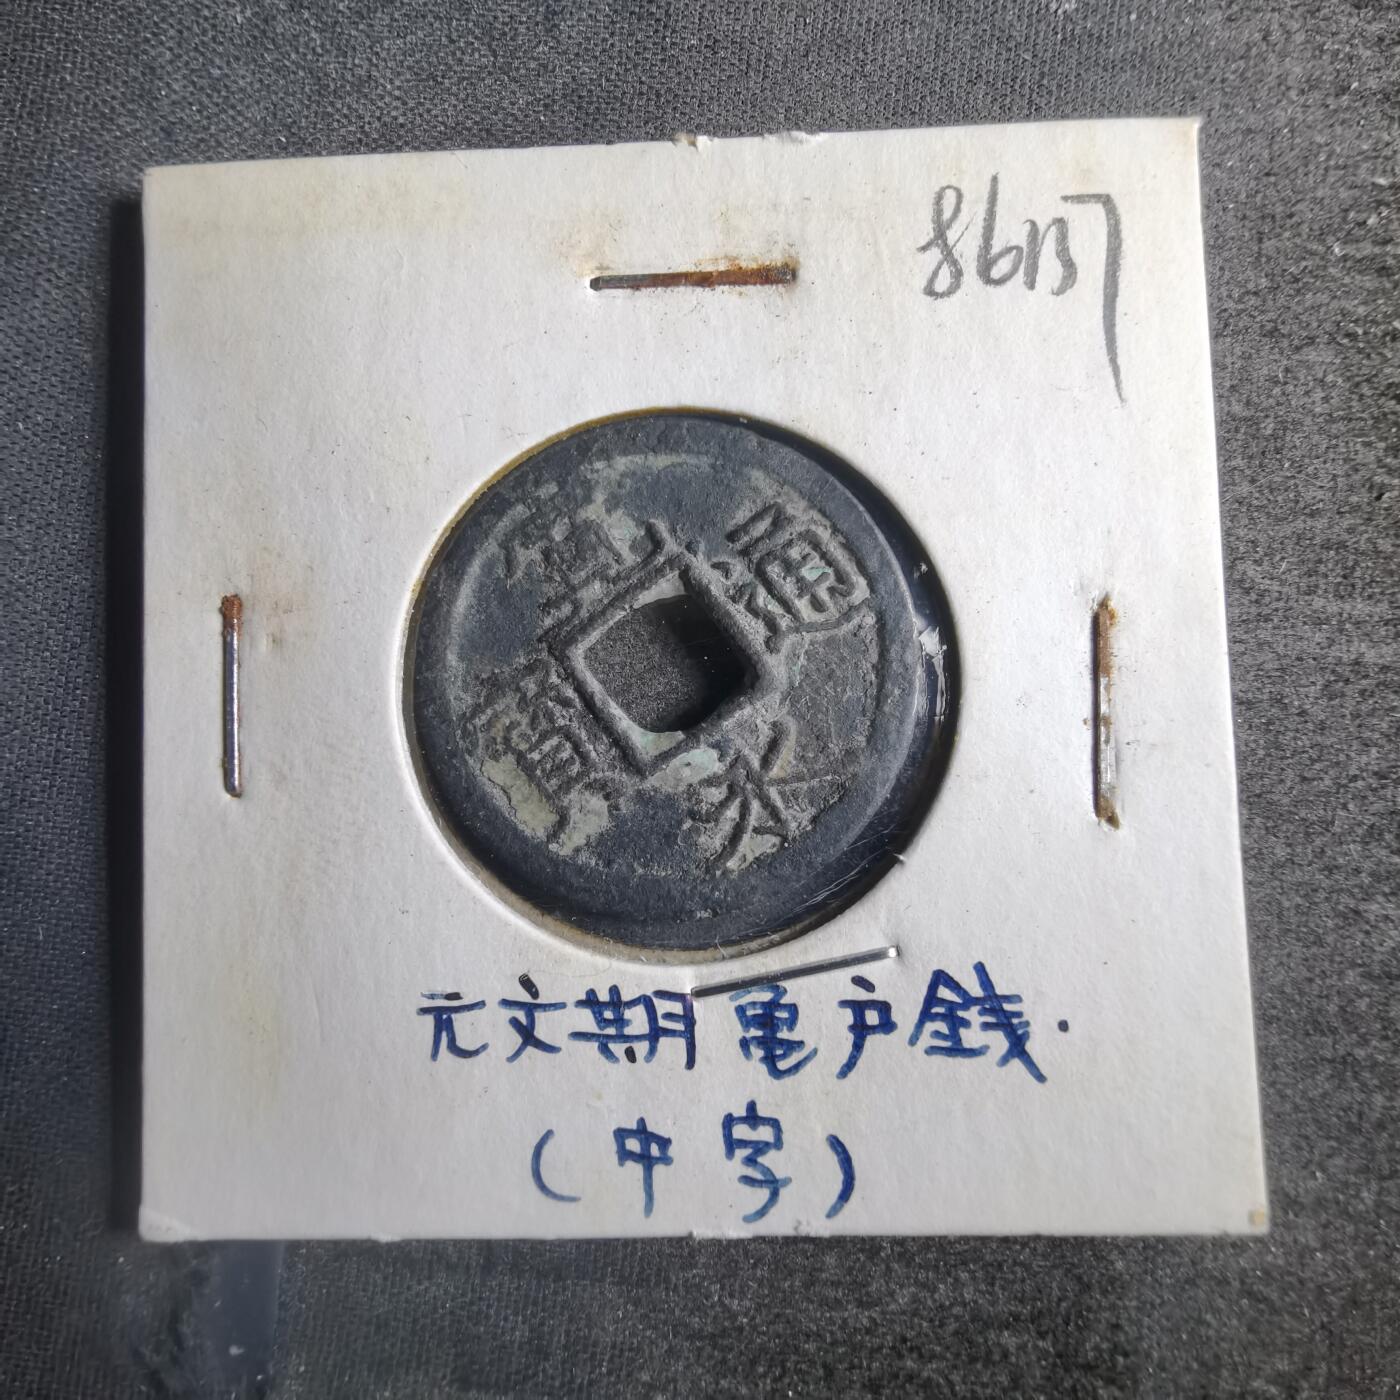 寛永通寳
元文期 亀戸銭.
(中字)